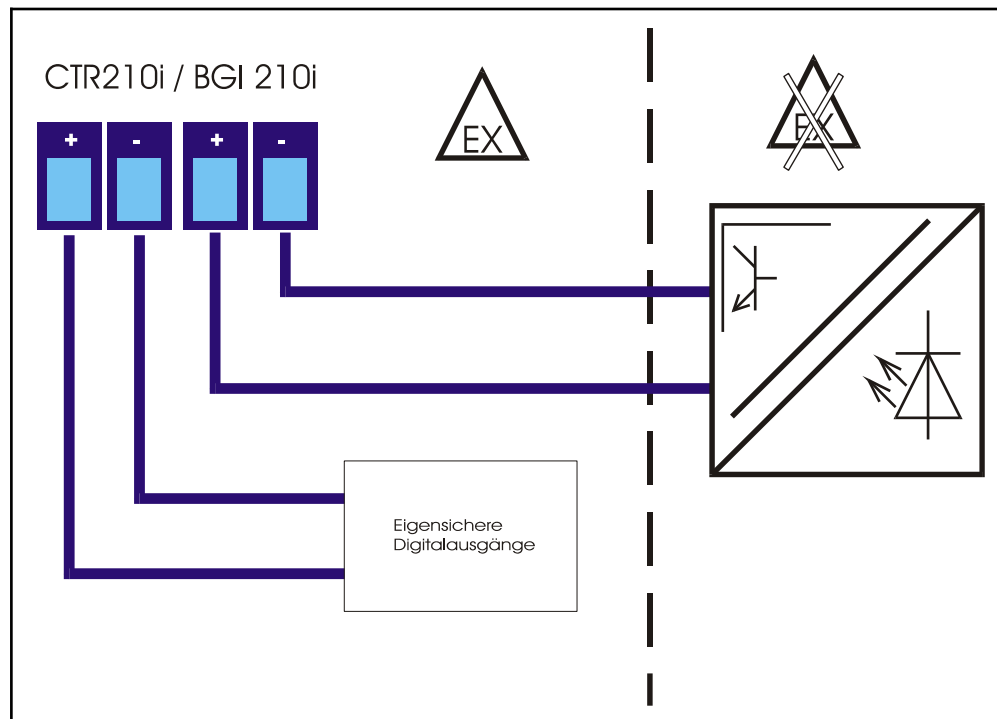 CTR210i / BGI 210i
+ - + -
EX
EX
Eigensichere
Digitalausgänge